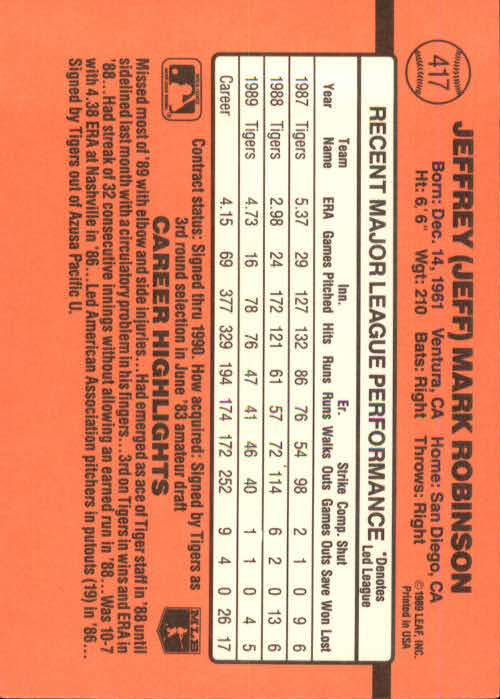 417
JEFFREY (JEFF) MARK ROBINSON
Born: Dec. 14, 1961 Ventura, CA Home: San Diego, CA
Ht: 6' 6" Wgt: 210 Bats: Right Throws: Right
© 1989 LEAF, INC.
Printed in USA
RECENT MAJOR LEAGUE PERFORMANCE
*Denotes
Led League
Team Inn. Er. Strike Comp. Shut
Year Name ERA Games Pitched Hits Runs Runs Walks Outs Games Outs Save Won Lost
1987 Tigers 5.37 29 127 132 86 76 54 98 2 1 0 9 6
1988 Tigers 2.98 24 172 121 61 57 72 114 6 2 0 13 6
1989 Tigers 4.73 16 78 76 47 41 46 40 1 1 0 4 5
Career 4.15 69 377 329 194 174 172 252 9 4 0 26 17
Contract status: Signed thru 1990. How acquired: Signed by Tigers as
3rd round selection in June '83 amateur draft
CAREER HIGHLIGHTS
MLB
Missed most of '89 with elbow and side injuries...Had emerged as ace of Tiger staff in '88 until
sidelined last month with a circulatory problem in his fingers...3rd on Tigers in wins and ERA in
'88...Had streak of 32 consecutive innings without allowing an earned run in '88...Was 10-7
with 4.38 ERA at Nashville in '86...Led American Association pitchers in putouts (19) in '86...
Signed by Tigers out of Azusa Pacific U.